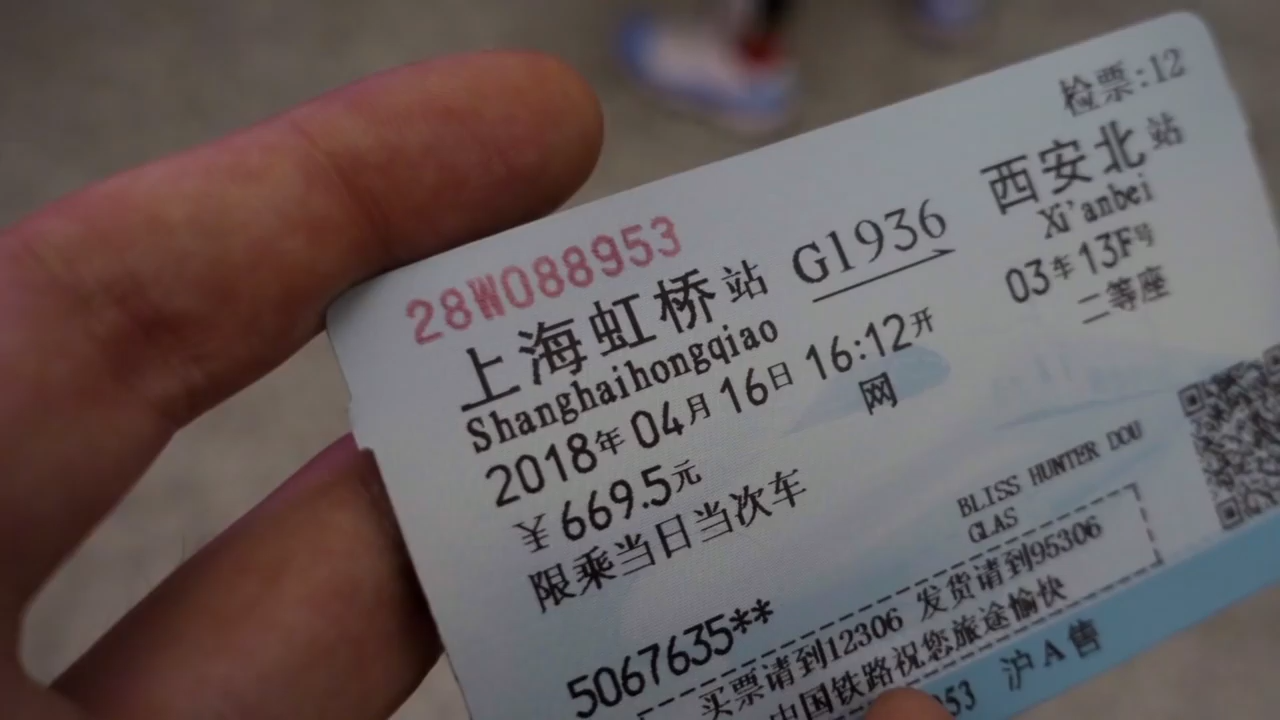 检票:12
28W088953
上海虹桥站 G1936 西安北站
Shanghaihongqiao Xi'anbei
2018年04月16日 16:12开 03车13F号
¥669.5元 网 二等座
限乘当日当次车
BLISS HUNTER DOU
GLAS
5067635**
买票请到12306 发货请到95306
中国铁路祝您旅途愉快
53 沪A售